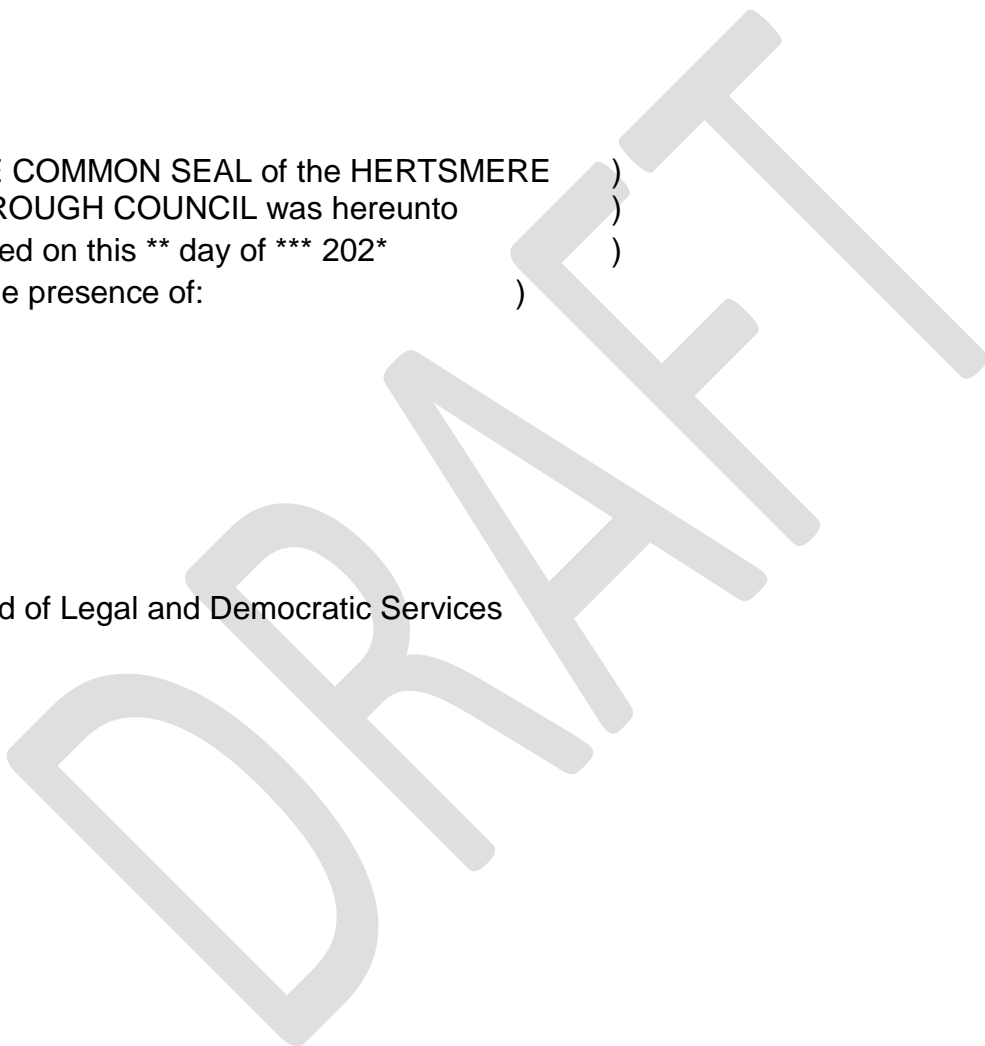 E COMMON SEAL of the HERTSMERE )
ROUGH COUNCIL was hereunto )
ed on this ** day of *** 202* )
e presence of: )
d of Legal and Democratic Services
DRAFT